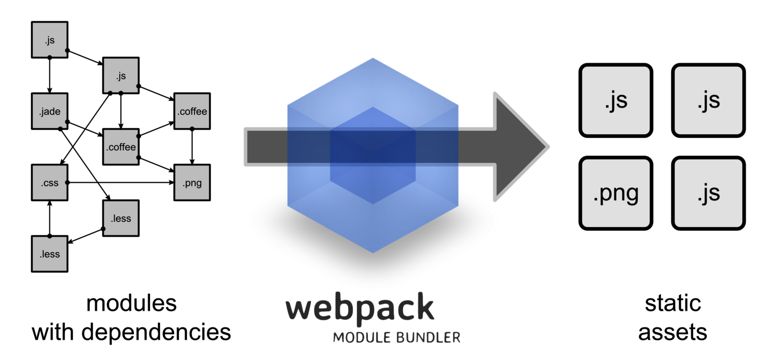 .js
.js
.jade
.coffee
.coffee
.css
.png
.less
.less
modules
with dependencies
webpack
MODULE BUNDLER
.js
.js
.png
.js
static
assets